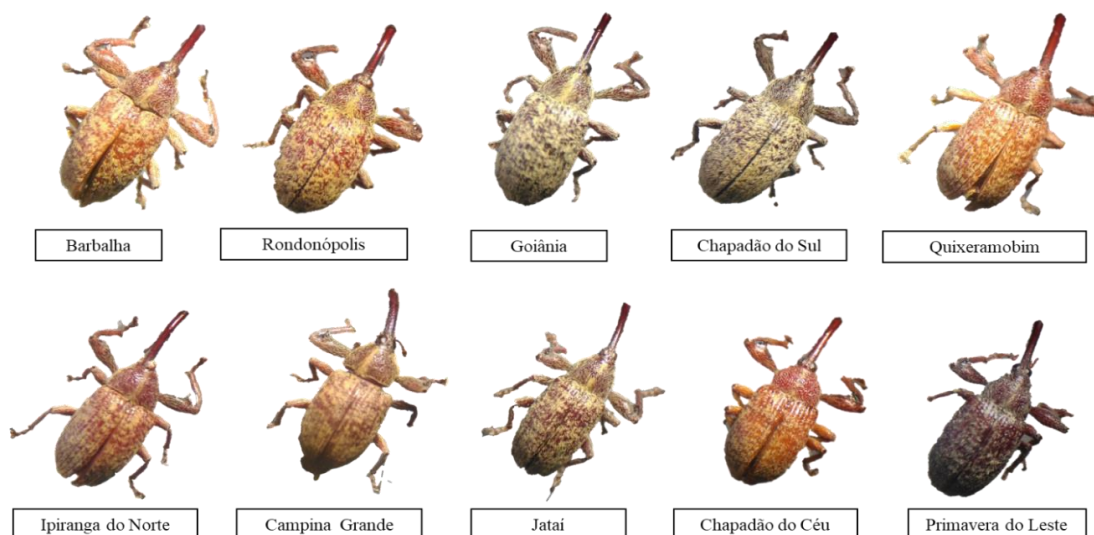 Barbalha
Rondonópolis
Goiânia
Chapadão do Sul
Quixeramobim
Ipiranga do Norte
Campina Grande
Jataí
Chapadão do Céu
Primavera do Leste